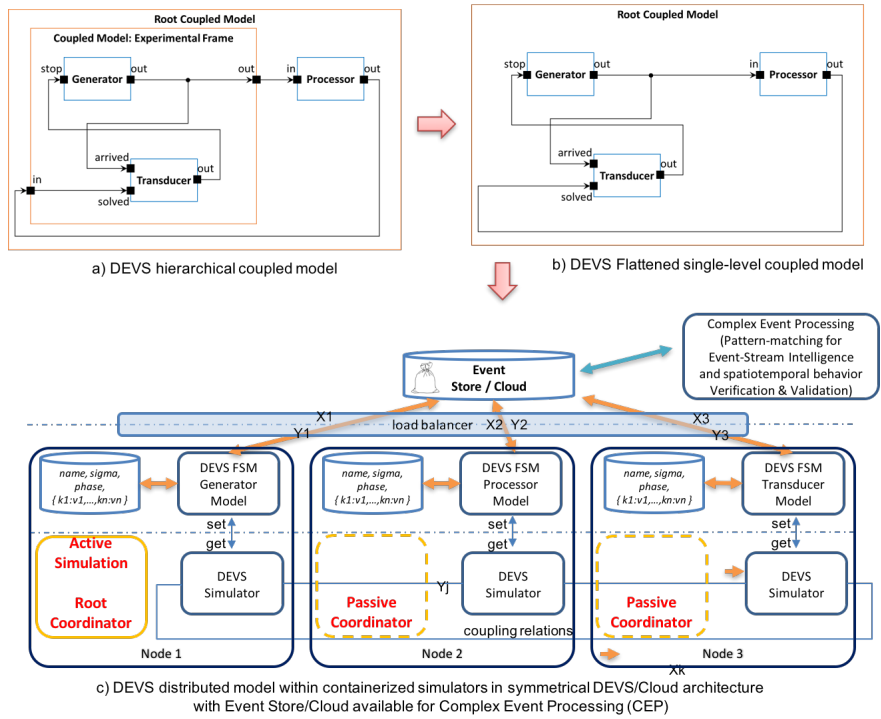 Root Coupled Model
Coupled Model: Experimental Frame
stop
Generator
out
out
in
Processor
out
arrived
Transducer
out
in
solved
a) DEVS hierarchical coupled model
Root Coupled Model
stop
Generator
out
in
Processor
out
arrived
Transducer
out
solved
b) DEVS Flattened single-level coupled model
Event
Store / Cloud
Complex Event Processing
(Pattern-matching for
Event-Stream Intelligence
and spatiotemporal behavior
Verification & Validation)
X1
Y1
load balancer
X2
Y2
X3
Y3
name, sigma,
phase,
{ k1:v1,...,kn:vn }
DEVS FSM
Generator
Model
set
get
Active
Simulation
Root
Coordinator
DEVS
Simulator
Node 1
name, sigma,
phase,
{ k1:v1,...,kn:vn }
DEVS FSM
Processor
Model
set
get
Passive
Coordinator
Yj
DEVS
Simulator
coupling relations
Node 2
name, sigma,
phase,
{ k1:v1,...,kn:vn }
DEVS FSM
Transducer
Model
set
get
Passive
Coordinator
DEVS
Simulator
Node 3
Xk
c) DEVS distributed model within containerized simulators in symmetrical DEVS/Cloud architecture
with Event Store/Cloud available for Complex Event Processing (CEP)